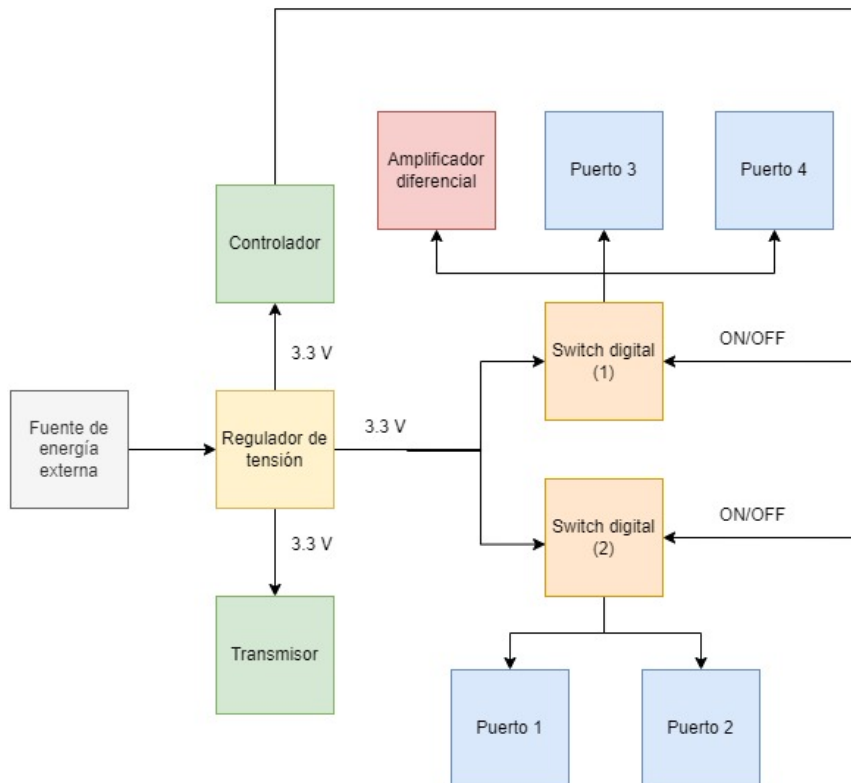 Amplificador
diferencial
Puerto 3
Puerto 4
Controlador
3.3 V
Switch digital
(1)
ON/OFF
Fuente de
energía
externa
Regulador de
tensión
3.3 V
3.3 V
Switch digital
(2)
ON/OFF
Transmisor
Puerto 1
Puerto 2